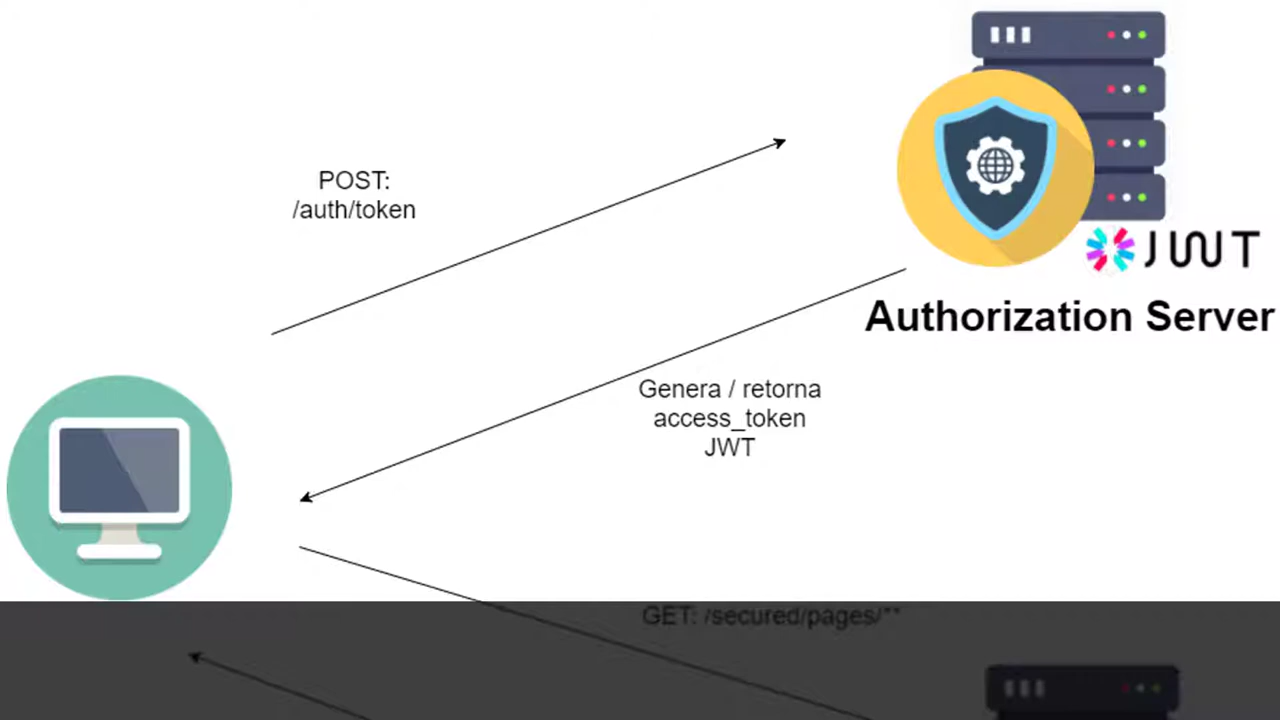 POST:
/auth/token
JWT
Authorization Server
Genera / retorna
access_token
JWT
GET: /secured/pages/**